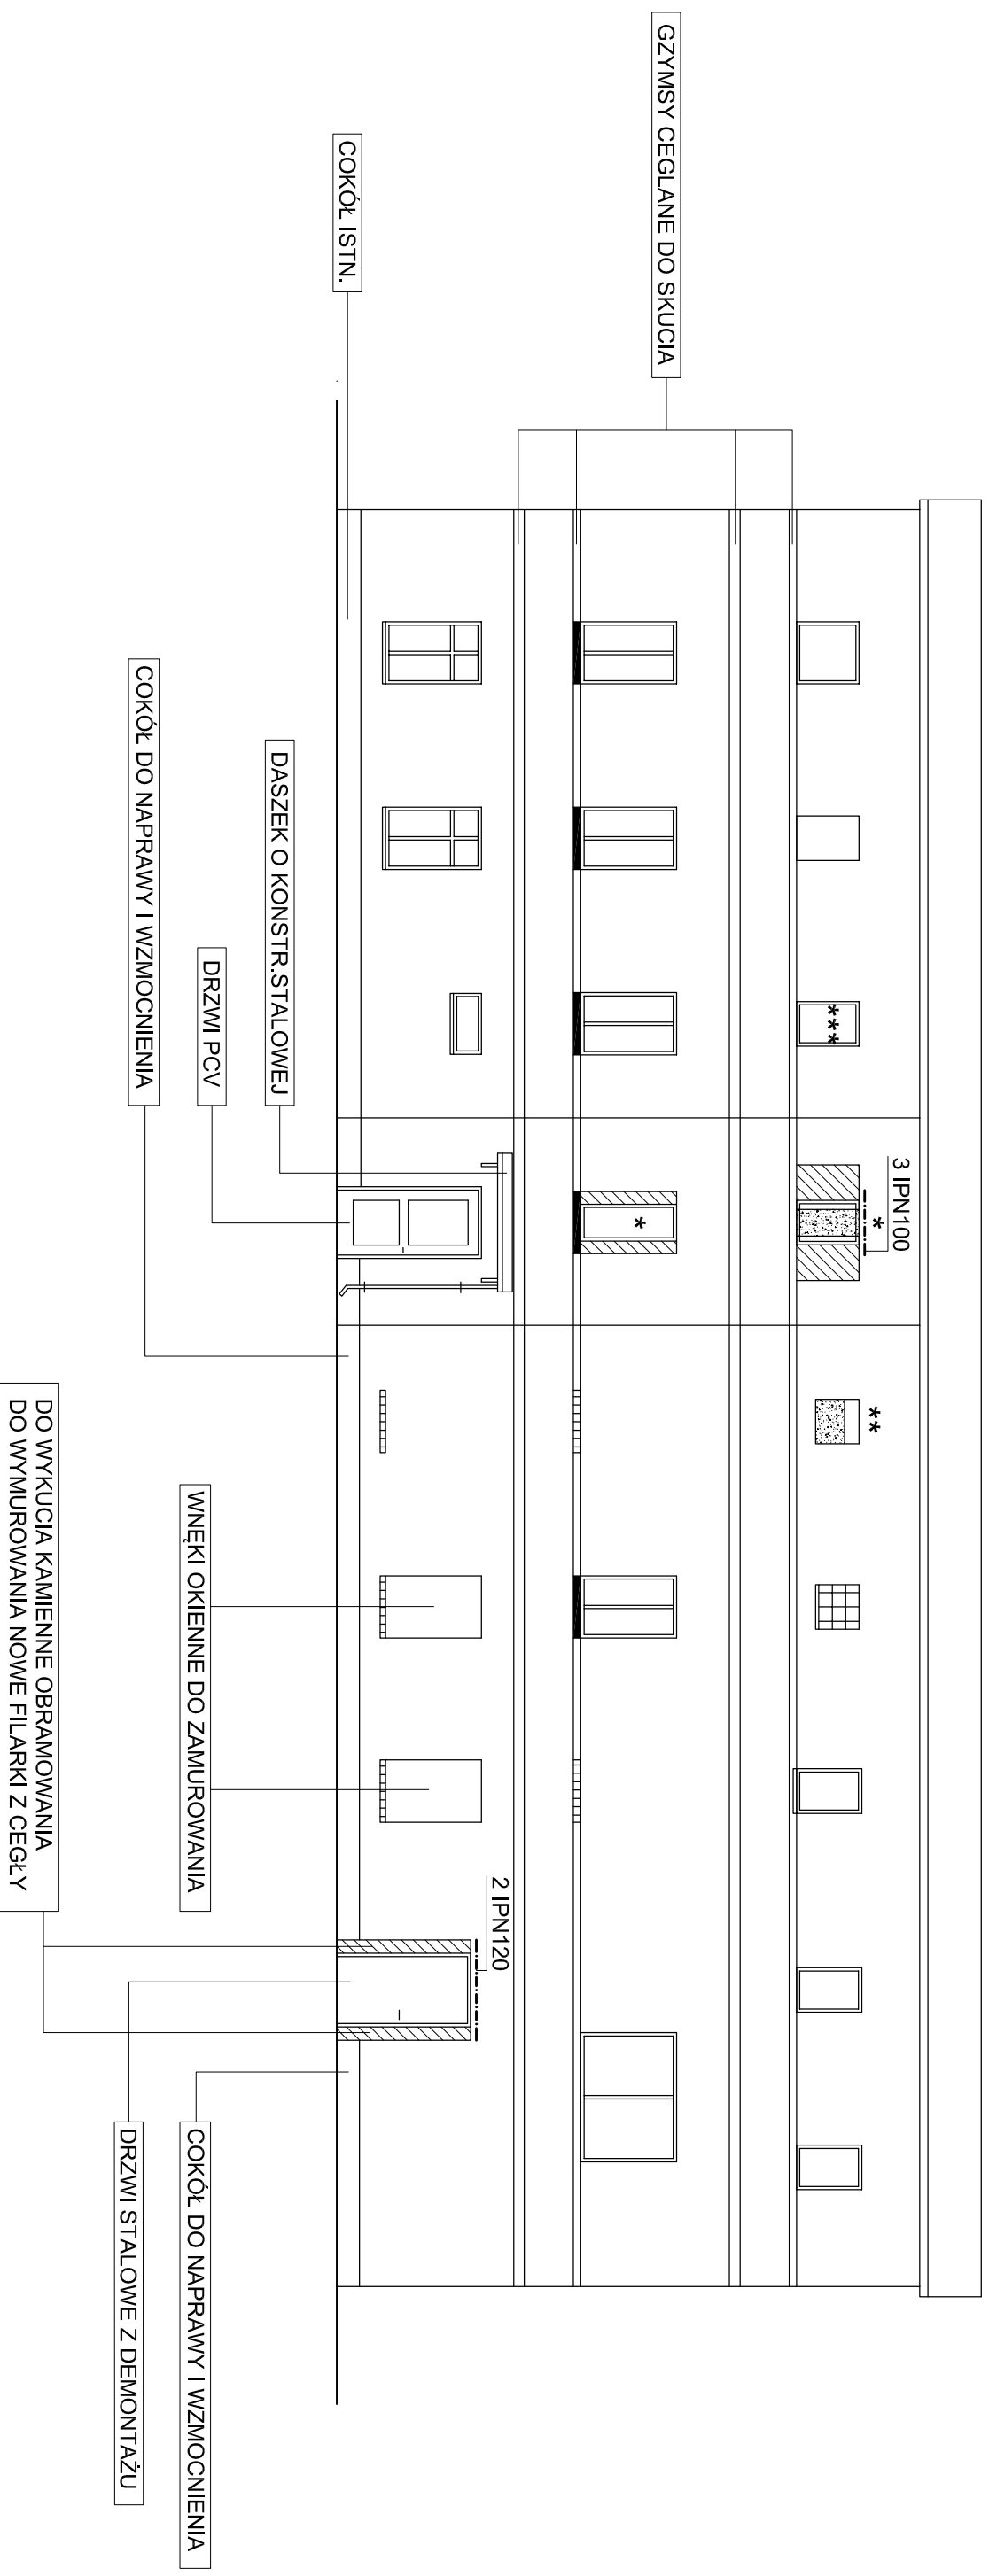 GZYMSY CEGLANE DO SKUCIA
COKÓŁ ISTN.
3 IPN100
*
**
***
*
2 IPN120
DASZEK O KONSTR.STALOWEJ
DRZWI PCV
COKÓŁ DO NAPRAWY I WZMOCNIENIA
WNĘKI OKIENNE DO ZAMUROWANIA
DO WYKUCIA KAMIENNE OBRAMOWANIA
DO WYMUROWANIA NOWE FILARKI Z CEGŁY
COKÓŁ DO NAPRAWY I WZMOCNIENIA
DRZWI STALOWE Z DEMONTAŻU